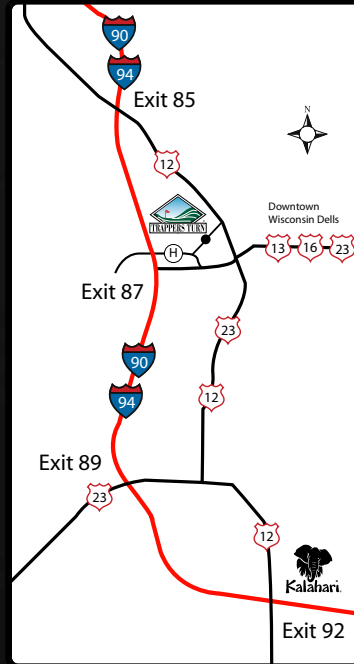 90
94
Exit 85
N
12
Downtown
Wisconsin Dells
TRAPPERS TURN
H
13 16 23
Exit 87
23
90
94
12
Exit 89
23
12
Kalahari
Exit 92